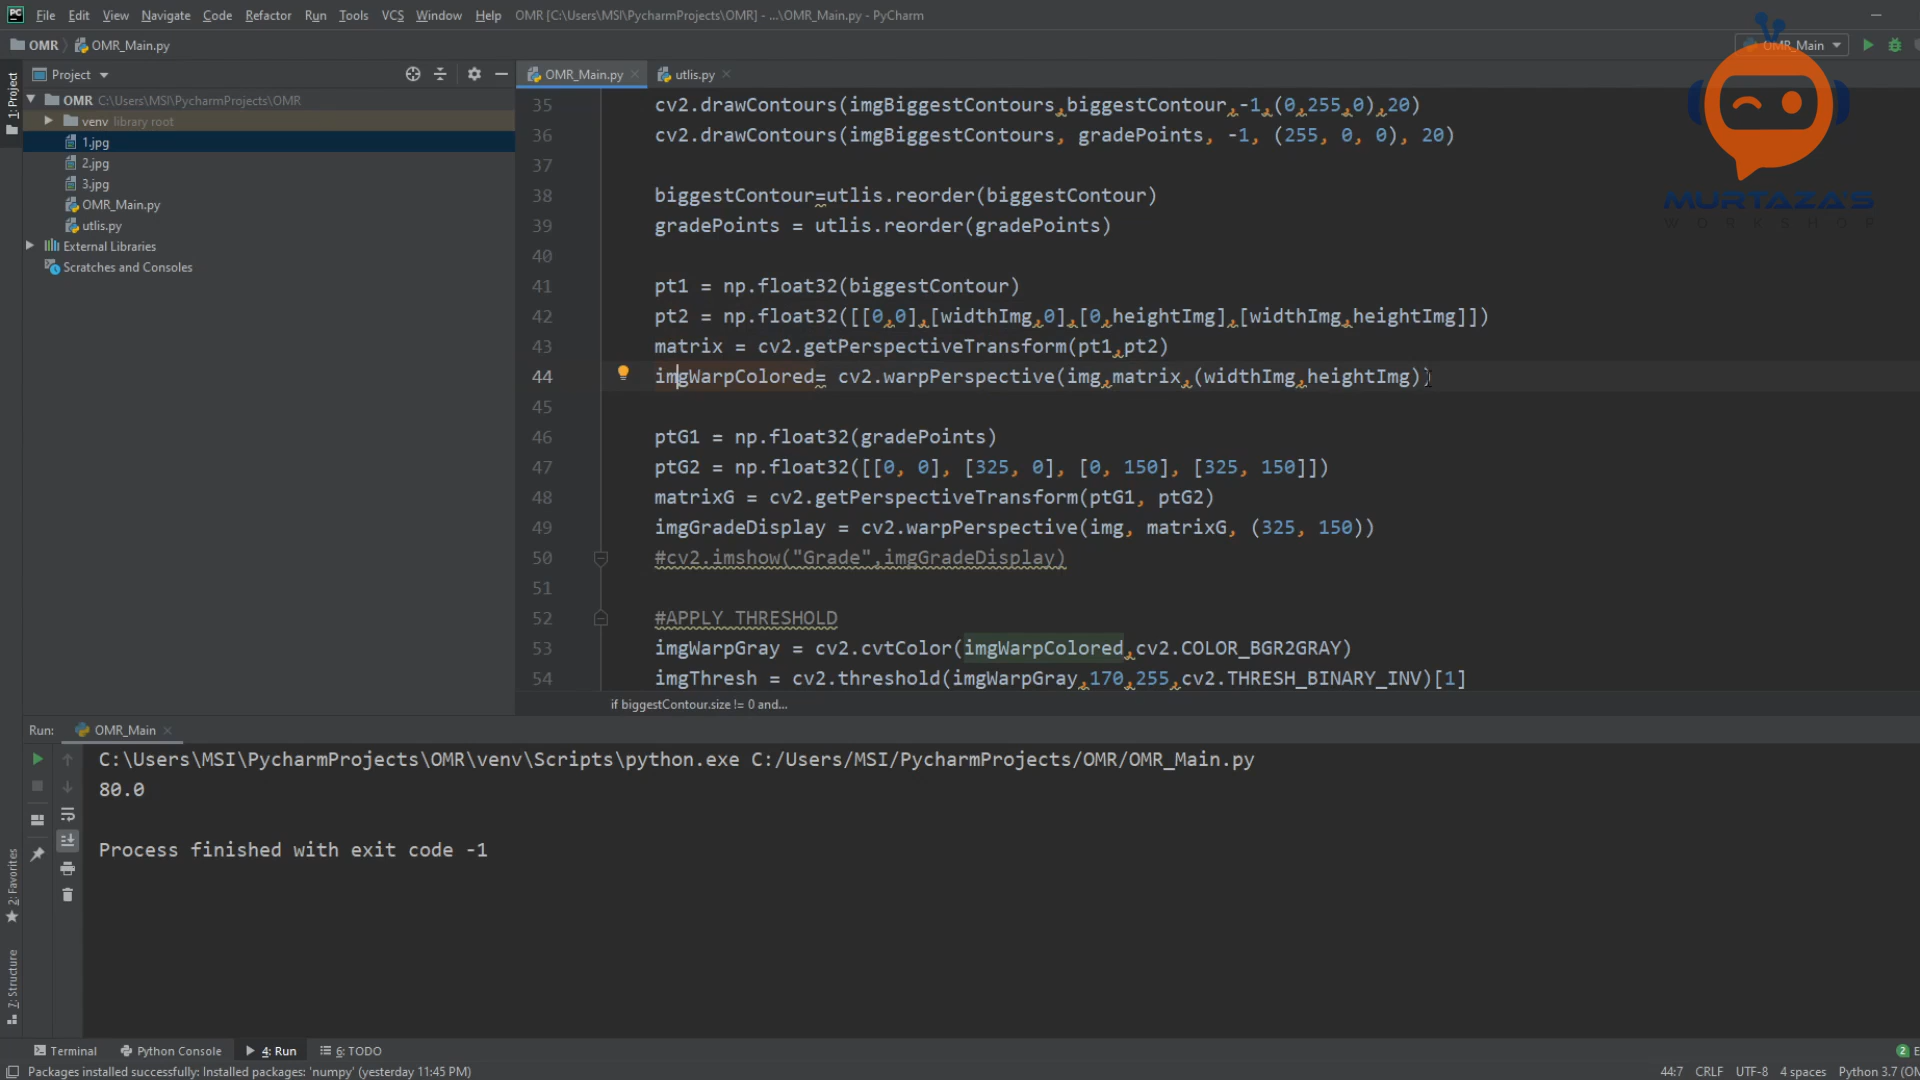 File Edit View Navigate Code Refactor Run Tools VCS Window Help OMR [C:\Users\MSI\PycharmProjects\OMR] - ...\OMR_Main.py - PyCharm
OMR OMR_Main.py
OMR_Main
Project
OMR_Main.py utlis.py
OMR C:\Users\MSI\PycharmProjects\OMR
venv library root
1.jpg
2.jpg
3.jpg
OMR_Main.py
utlis.py
External Libraries
Scratches and Consoles
1: Project
35 cv2.drawContours(imgBiggestContours,biggestContour,-1,(0,255,0),20)
36 cv2.drawContours(imgBiggestContours, gradePoints, -1, (255, 0, 0), 20)
37
38 biggestContour=utlis.reorder(biggestContour)
39 gradePoints = utlis.reorder(gradePoints)
40
41 pt1 = np.float32(biggestContour)
42 pt2 = np.float32([[0,0],[widthImg,0],[0,heightImg],[widthImg,heightImg]])
43 matrix = cv2.getPerspectiveTransform(pt1,pt2)
44 imgWarpColored= cv2.warpPerspective(img,matrix,(widthImg,heightImg))
45
46 ptG1 = np.float32(gradePoints)
47 ptG2 = np.float32([[0, 0], [325, 0], [0, 150], [325, 150]])
48 matrixG = cv2.getPerspectiveTransform(ptG1, ptG2)
49 imgGradeDisplay = cv2.warpPerspective(img, matrixG, (325, 150))
50 #cv2.imshow("Grade",imgGradeDisplay)
51
52 #APPLY THRESHOLD
53 imgWarpGray = cv2.cvtColor(imgWarpColored,cv2.COLOR_BGR2GRAY)
54 imgThresh = cv2.threshold(imgWarpGray,170,255,cv2.THRESH_BINARY_INV)[1]
if biggestContour.size != 0 and...
MURTAZA'S
WORKSHOP
Run: OMR_Main
C:\Users\MSI\PycharmProjects\OMR\venv\Scripts\python.exe C:/Users/MSI/PycharmProjects/OMR/OMR_Main.py
80.0
Process finished with exit code -1
2: Favorites
7: Structure
Terminal Python Console 4: Run 6: TODO
2
Packages installed successfully: Installed packages: 'numpy' (yesterday 11:45 PM)
44:7 CRLF UTF-8 4 spaces Python 3.7